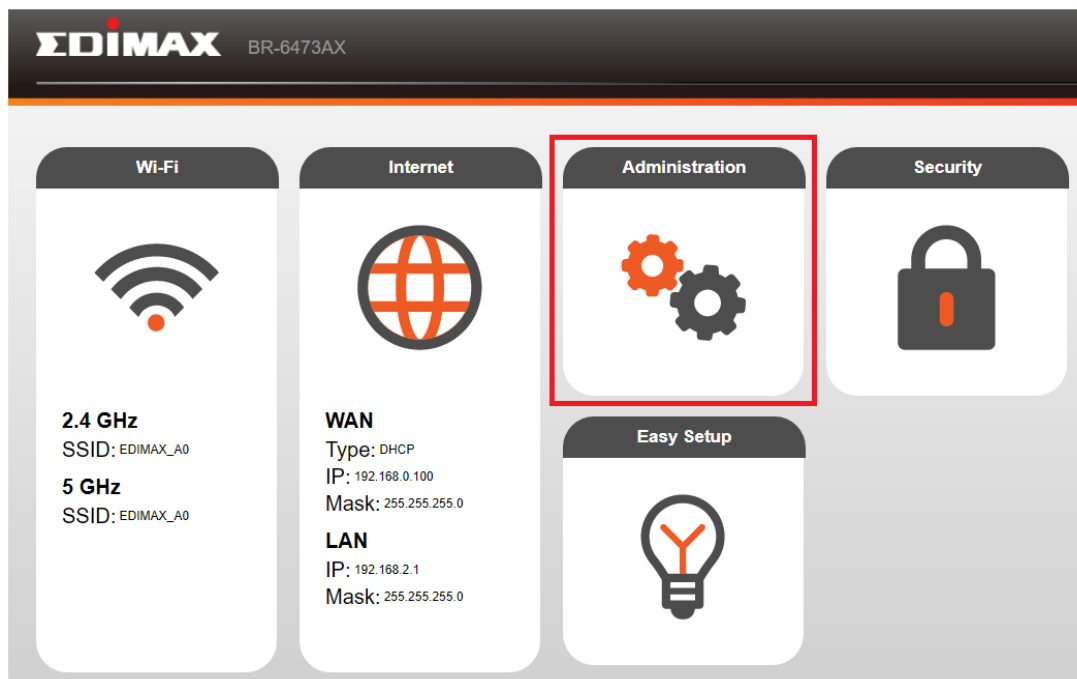 EDIMAX BR-6473AX
Wi-Fi
2.4 GHz
SSID: EDIMAX_A0
5 GHz
SSID: EDIMAX_A0
Internet
WAN
Type: DHCP
IP: 192.168.0.100
Mask: 255.255.255.0
LAN
IP: 192.168.2.1
Mask: 255.255.255.0
Administration
Easy Setup
Security